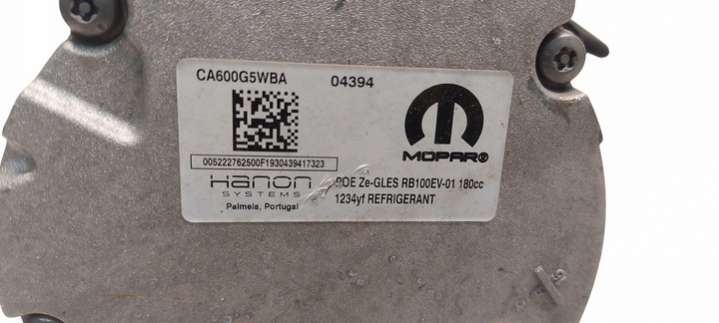 CA600G5WBA 04394
MOPAR®
005222762500F1930439417323
Hanon
SYSTEMS
Palmela, Portugal
POE Ze-GLES RB100EV-01 180cc
1234yf REFRIGERANT